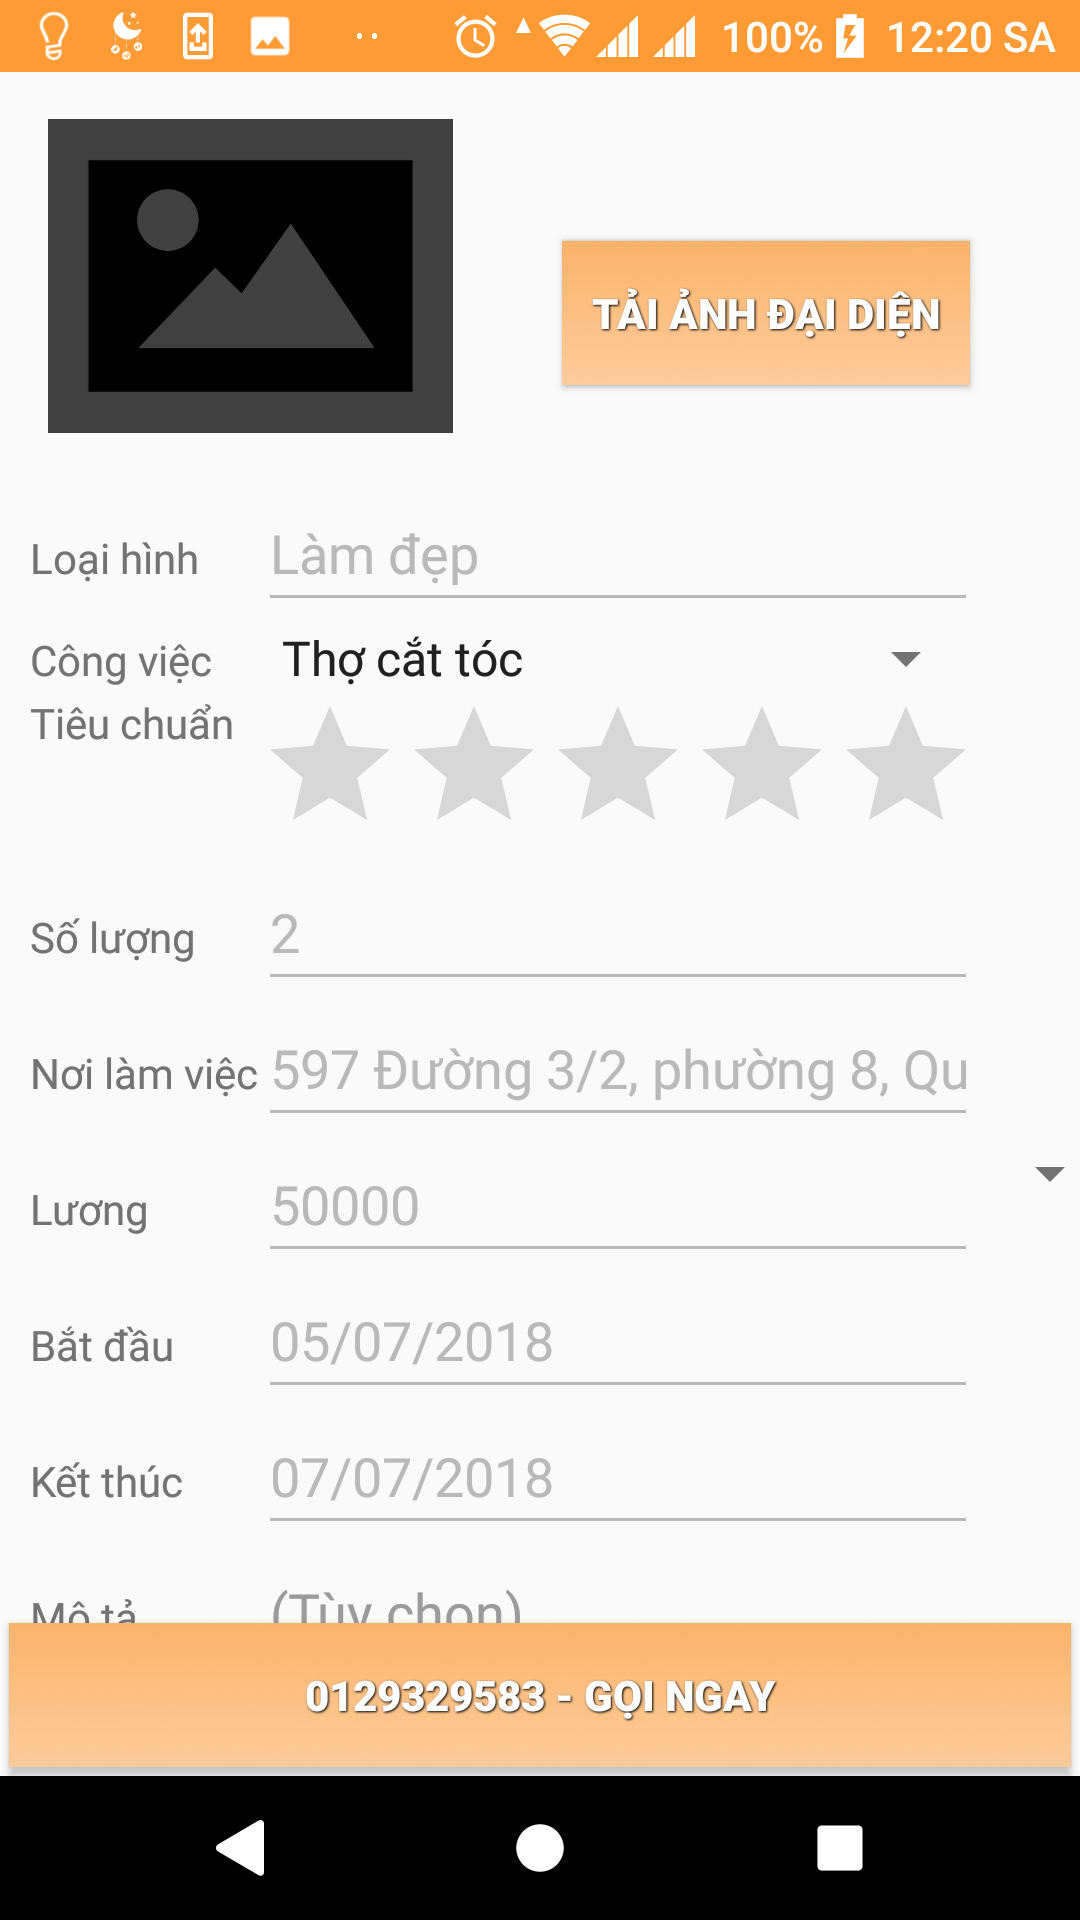 100% 12:20 SA
TẢI ẢNH ĐẠI DIỆN
Loại hình Làm đẹp
Công việc Thợ cắt tóc
Tiêu chuẩn
Số lượng 2
Nơi làm việc 597 Đường 3/2, phường 8, Qu
Lương 50000
Bắt đầu 05/07/2018
Kết thúc 07/07/2018
Mô tả (Tùy chọn)
0129329583 - GỌI NGAY